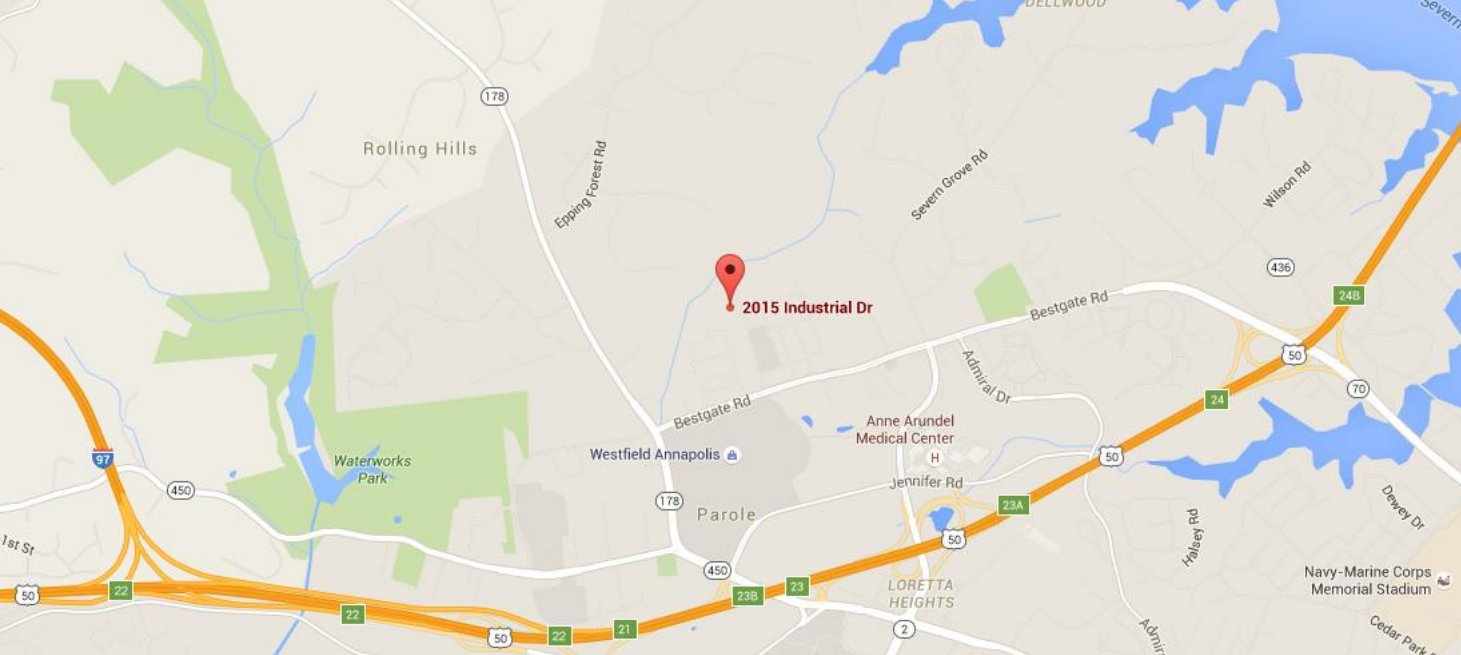 DELLWOOD
Severn
178
Rolling Hills
Epping Forest Rd
Severn Grove Rd
Wilson Rd
436
24B
2015 Industrial Dr
Bestgate Rd
50
70
24
Admiral Dr
Bestgate Rd
Anne Arundel
Medical Center
H
Westfield Annapolis
97
450
Waterworks
Park
50
Jennifer Rd
178
Parole
23A
Dewey Dr
1st St
Halsey Rd
50
450
Navy-Marine Corps
Memorial Stadium
50
22
22
23B
23
LORETTA
HEIGHTS
50
22
21
2
Admira
Cedar Park